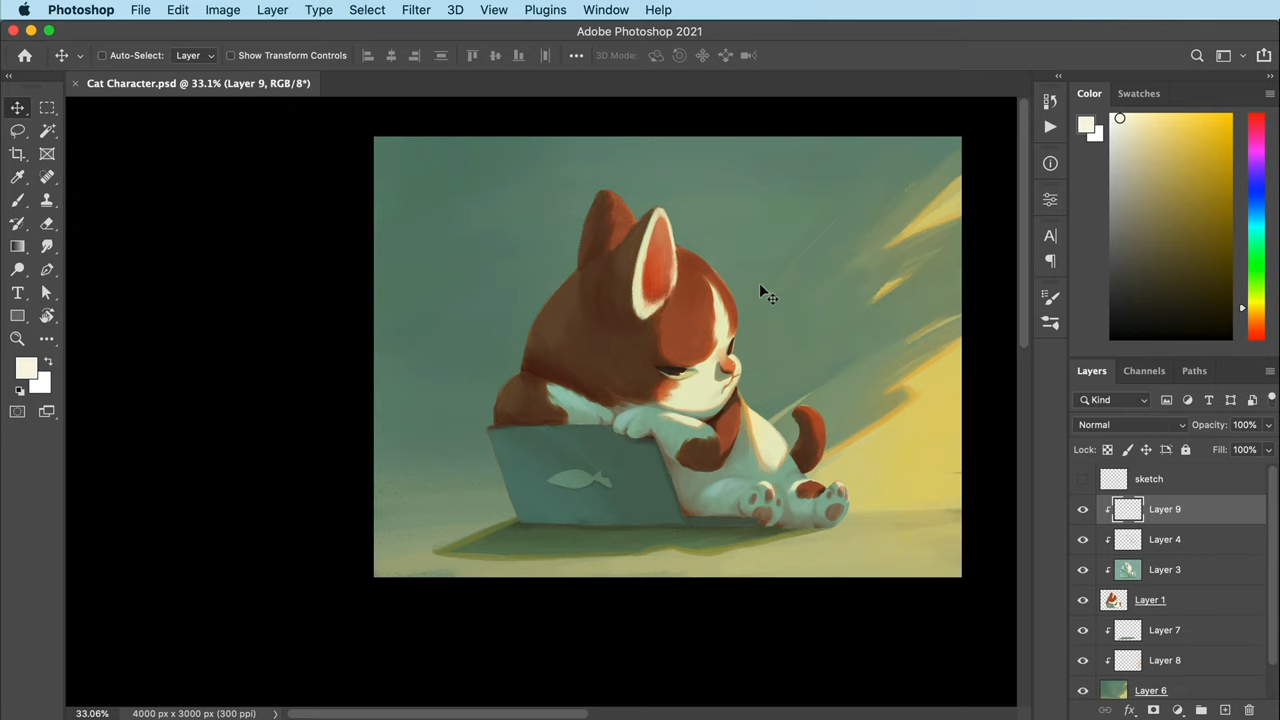 Photoshop File Edit Image Layer Type Select Filter 3D View Plugins Window Help
Adobe Photoshop 2021
Auto-Select: Layer Show Transform Controls 3D Mode:
Cat Character.psd @ 33.1% (Layer 9, RGB/8*)
Color Swatches
Layers Channels Paths
Kind
Normal Opacity: 100%
Lock: Fill: 100%
sketch
Layer 9
Layer 4
Layer 3
Layer 1
Layer 7
Layer 8
Layer 6
33.06% 4000 px x 3000 px (300 ppi)